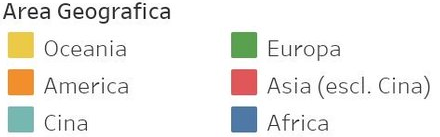 Area Geografica
Oceania
Europa
America
Asia (escl. Cina)
Cina
Africa